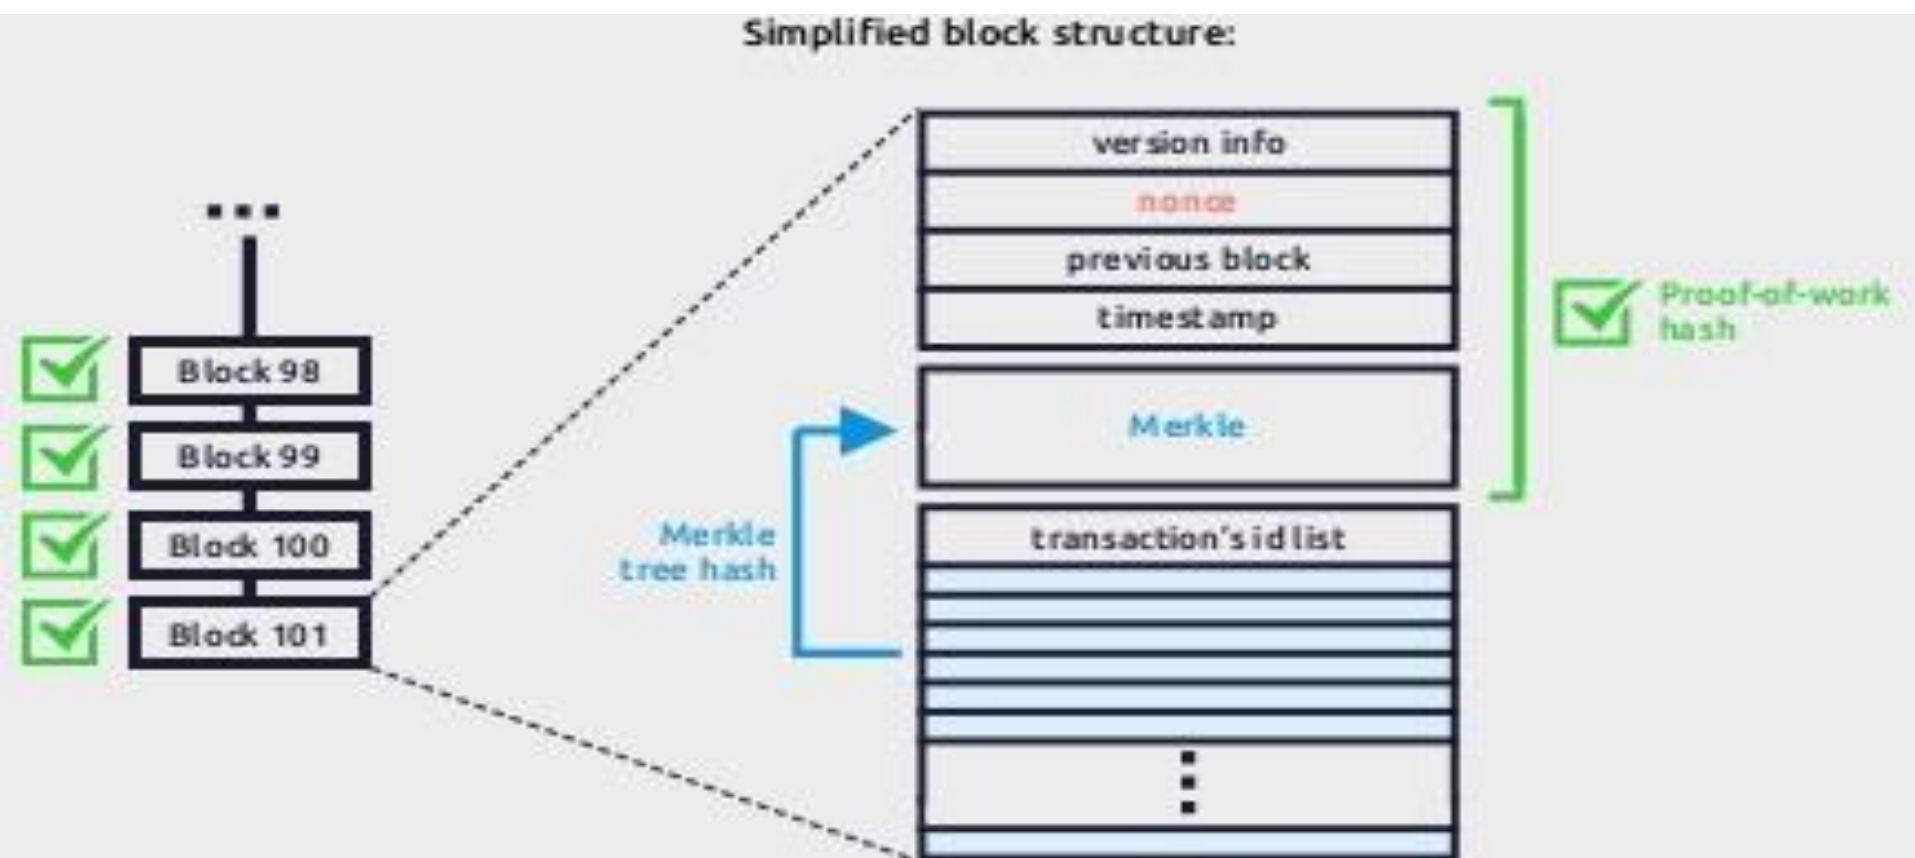 Simplified block structure:
...
Block 98
Block 99
Block 100
Block 101
version info
nonce
previous block
timestamp
Merkle
transaction's id list
Merkle
tree hash
Proof-of-work
hash